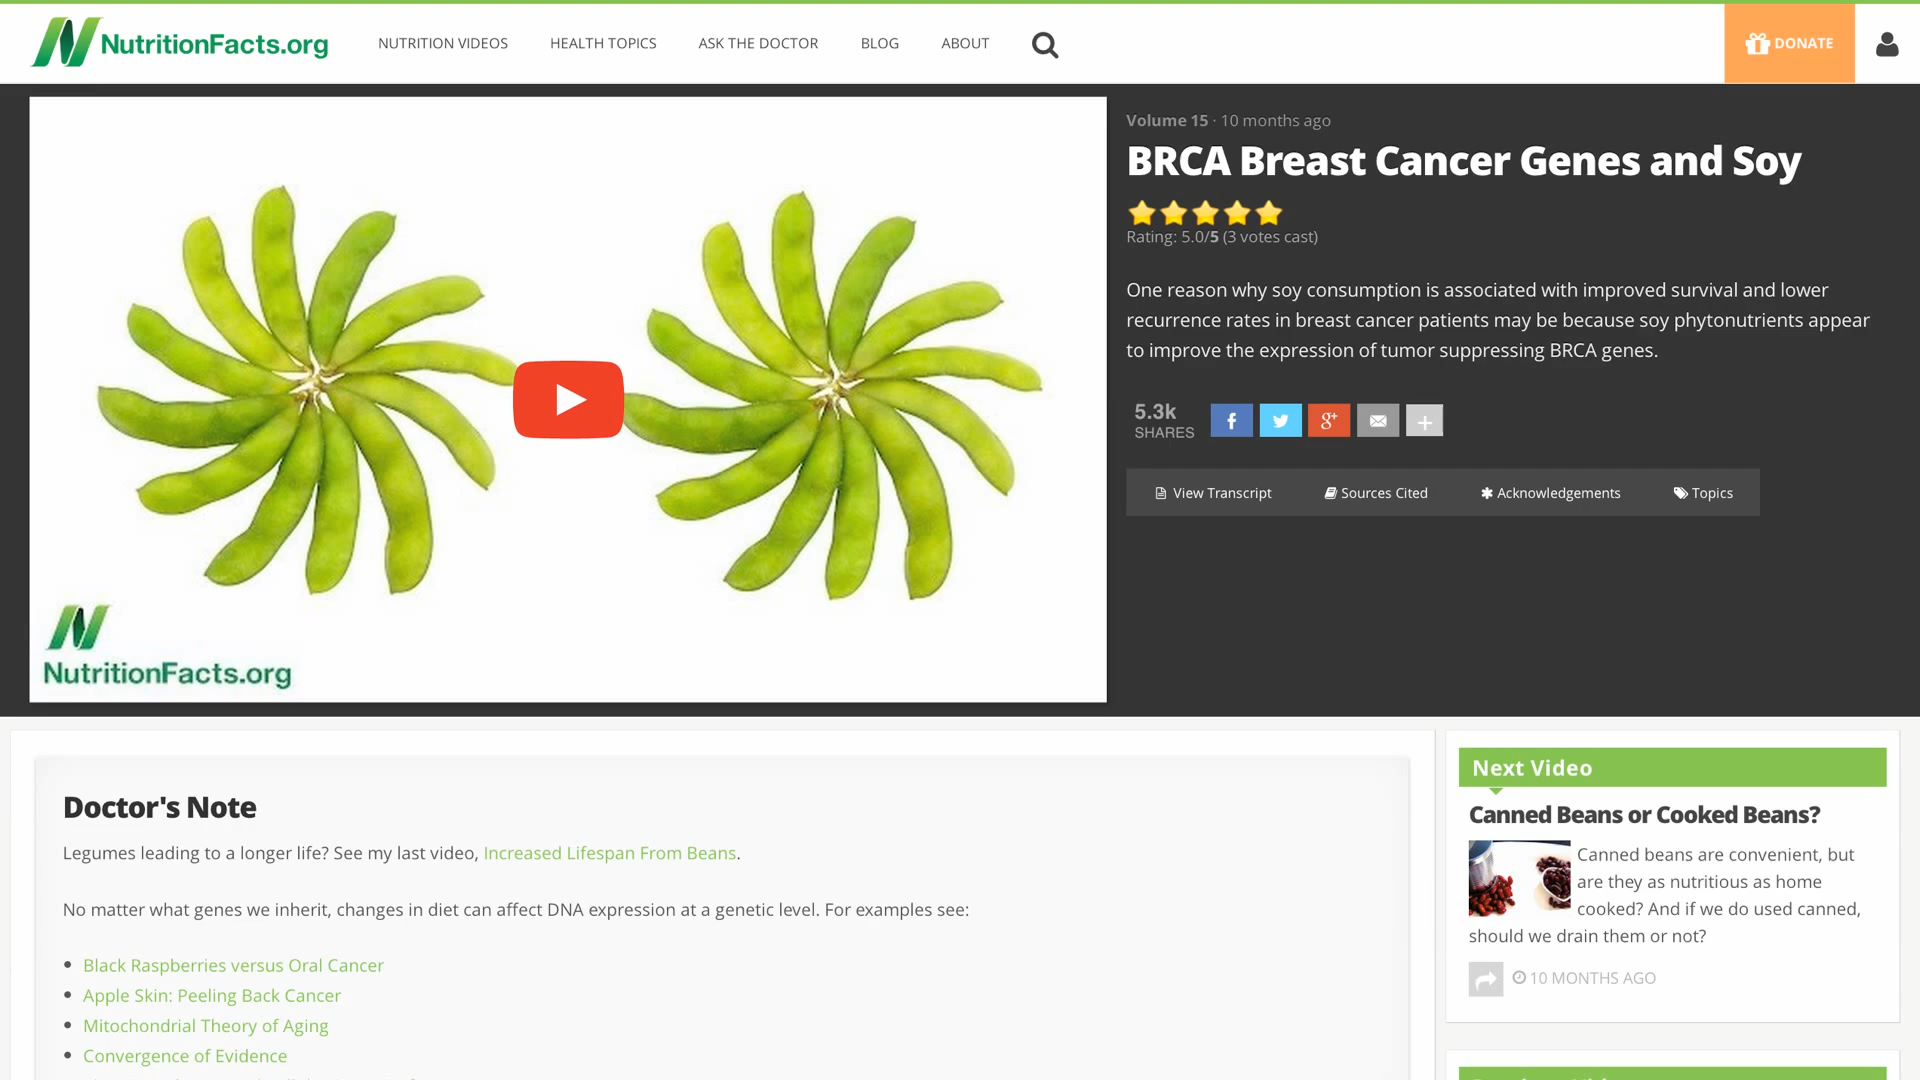 NutritionFacts.org
NUTRITION VIDEOS
HEALTH TOPICS
ASK THE DOCTOR
BLOG
ABOUT
DONATE
NutritionFacts.org
Volume 15 · 10 months ago
BRCA Breast Cancer Genes and Soy
Rating: 5.0/5 (3 votes cast)
One reason why soy consumption is associated with improved survival and lower
recurrence rates in breast cancer patients may be because soy phytonutrients appear
to improve the expression of tumor suppressing BRCA genes.
5.3k
SHARES
View Transcript
Sources Cited
Acknowledgements
Topics
Doctor's Note
Legumes leading to a longer life? See my last video, Increased Lifespan From Beans.
No matter what genes we inherit, changes in diet can affect DNA expression at a genetic level. For examples see:
Black Raspberries versus Oral Cancer
Apple Skin: Peeling Back Cancer
Mitochondrial Theory of Aging
Convergence of Evidence
Next Video
Canned Beans or Cooked Beans?
Canned beans are convenient, but
are they as nutritious as home
cooked? And if we do used canned,
should we drain them or not?
10 MONTHS AGO